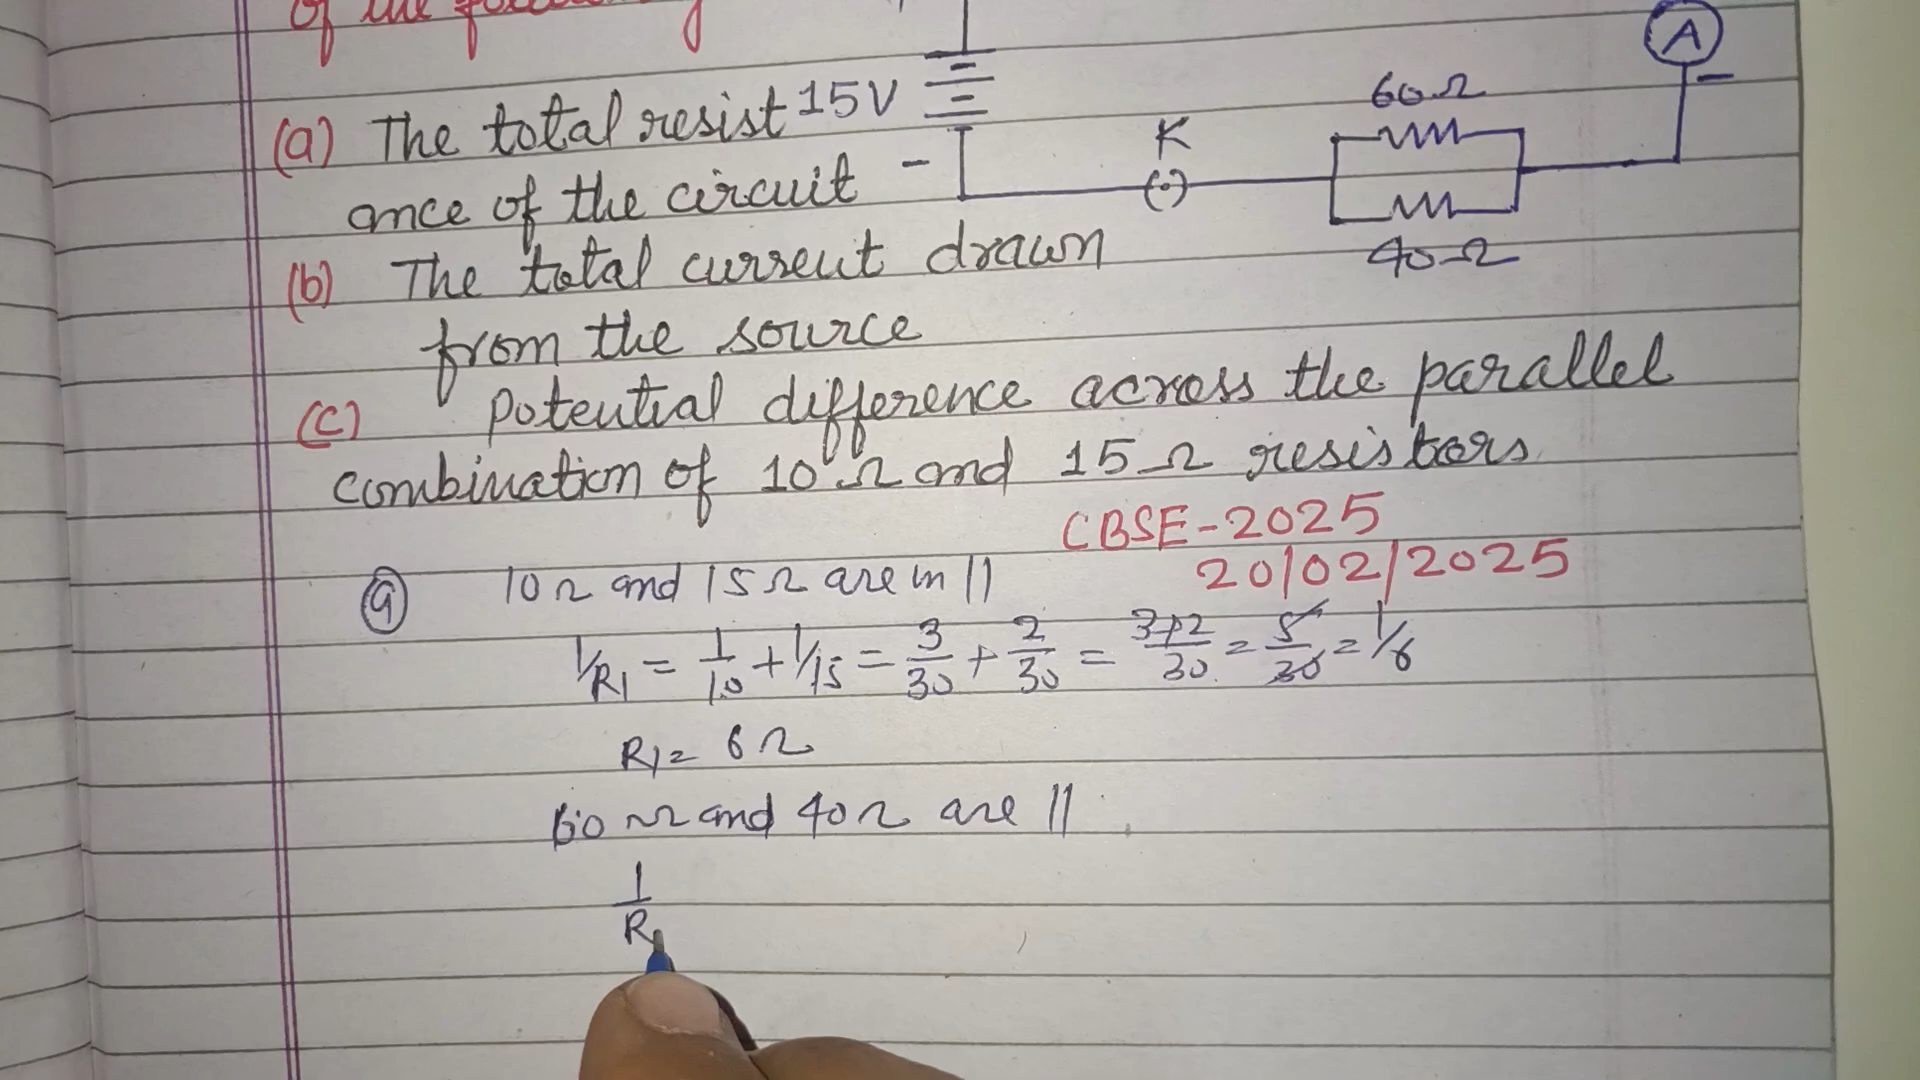 of the following
A
60Ω
(a) The total resist 15V
K
ance of the circuit
(b) The total current drawn
40Ω
from the source
(c) Potential difference across the parallel
combination of 10Ω and 15Ω resistors.
CBSE-2025
20/02/2025
(a) 10Ω and 15Ω are in ||
1/R1 = 1/10 + 1/15 = 3/30 + 2/30 = 3+2/30 = 5/30 = 1/6
R1 = 6Ω
60Ω and 40Ω are ||
1/R